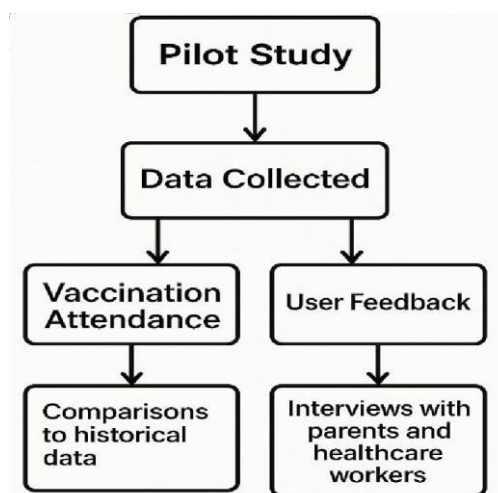 Pilot Study
Data Collected
Vaccination
Attendance
User Feedback
Comparisons
to historical
data
Interviews with
parents and
healthcare
workers